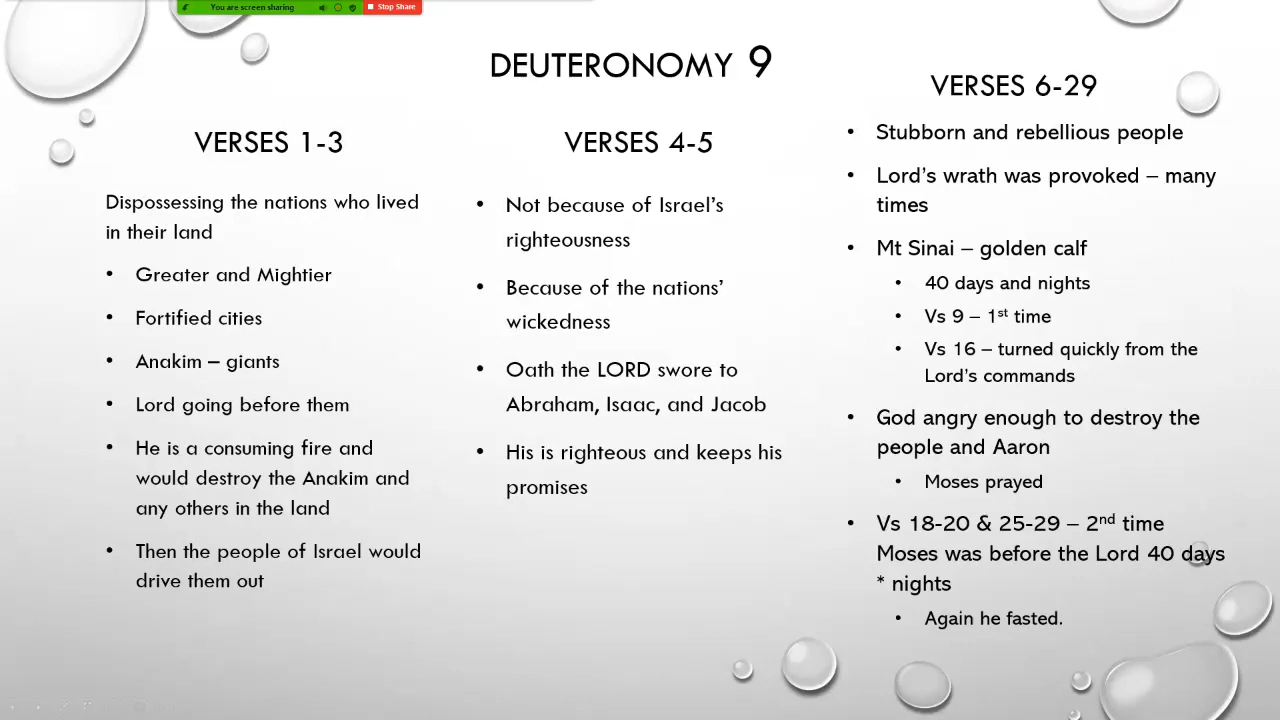 You are screen sharing
Stop Share
DEUTERONOMY 9
VERSES 1-3
Dispossessing the nations who lived
in their land
• Greater and Mightier
• Fortified cities
• Anakim – giants
• Lord going before them
• He is a consuming fire and
would destroy the Anakim and
any others in the land
• Then the people of Israel would
drive them out
VERSES 4-5
• Not because of Israel’s
righteousness
• Because of the nations’
wickedness
• Oath the LORD swore to
Abraham, Isaac, and Jacob
• His is righteous and keeps his
promises
VERSES 6-29
• Stubborn and rebellious people
• Lord’s wrath was provoked – many
times
• Mt Sinai – golden calf
• 40 days and nights
• Vs 9 – 1st time
• Vs 16 – turned quickly from the
Lord’s commands
• God angry enough to destroy the
people and Aaron
• Moses prayed
• Vs 18-20 & 25-29 – 2nd time
Moses was before the Lord 40 days
* nights
• Again he fasted.